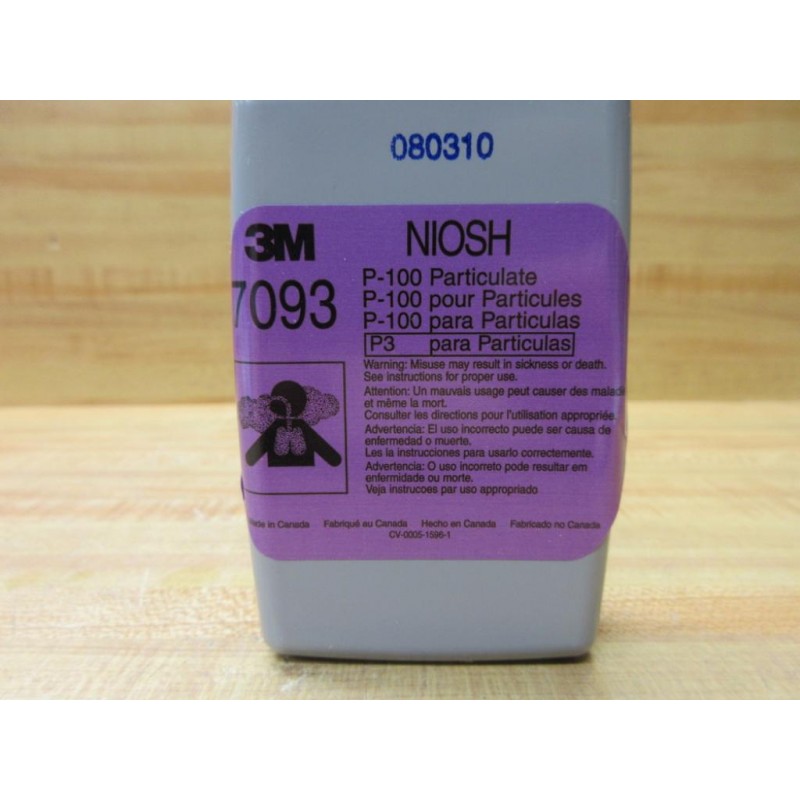 080310
3M NIOSH
7093 P-100 Particulate
P-100 pour Particules
P-100 para Particulas
P3 para Particulas
Warning: Misuse may result in sickness or death.
See instructions for proper use.
Attention: Un mauvais usage peut causer des maladie
et même la mort.
Consulter les directions pour l'utilisation appropriée.
Advertencia: El uso incorrecto puede ser causa de
enfermedad o muerte.
Les la instrucciones para usarlo correctemente.
Advertencia: O uso incorreto pode resultar em
enfermidade ou morte.
Veja instrucoes par uso appropriado
Made in Canada Fabriqué au Canada Hecho en Canada Fabricado no Canada
CV-0005-1596-1